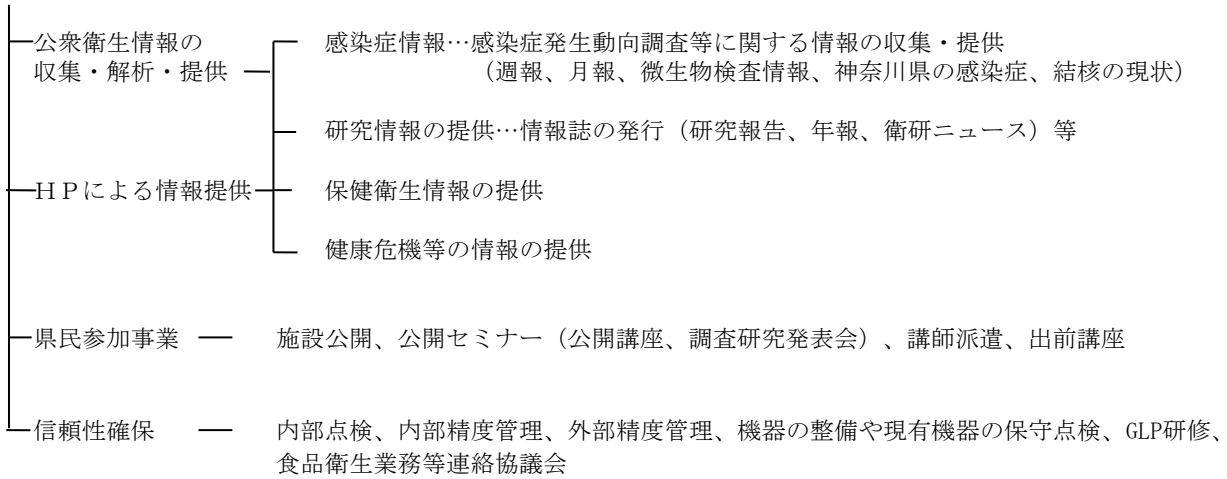 公衆衛生情報の
収集・解析・提供
感染症情報…感染症発生動向調査等に関する情報の収集・提供
（週報、月報、微生物検査情報、神奈川県の感染症、結核の現状）
研究情報の提供…情報誌の発行（研究報告、年報、衛研ニュース）等
ＨＰによる情報提供
保健衛生情報の提供
健康危機等の情報の提供
県民参加事業
施設公開、公開セミナー（公開講座、調査研究発表会）、講師派遣、出前講座
信頼性確保
内部点検、内部精度管理、外部精度管理、機器の整備や現有機器の保守点検、GLP研修、
食品衛生業務等連絡協議会